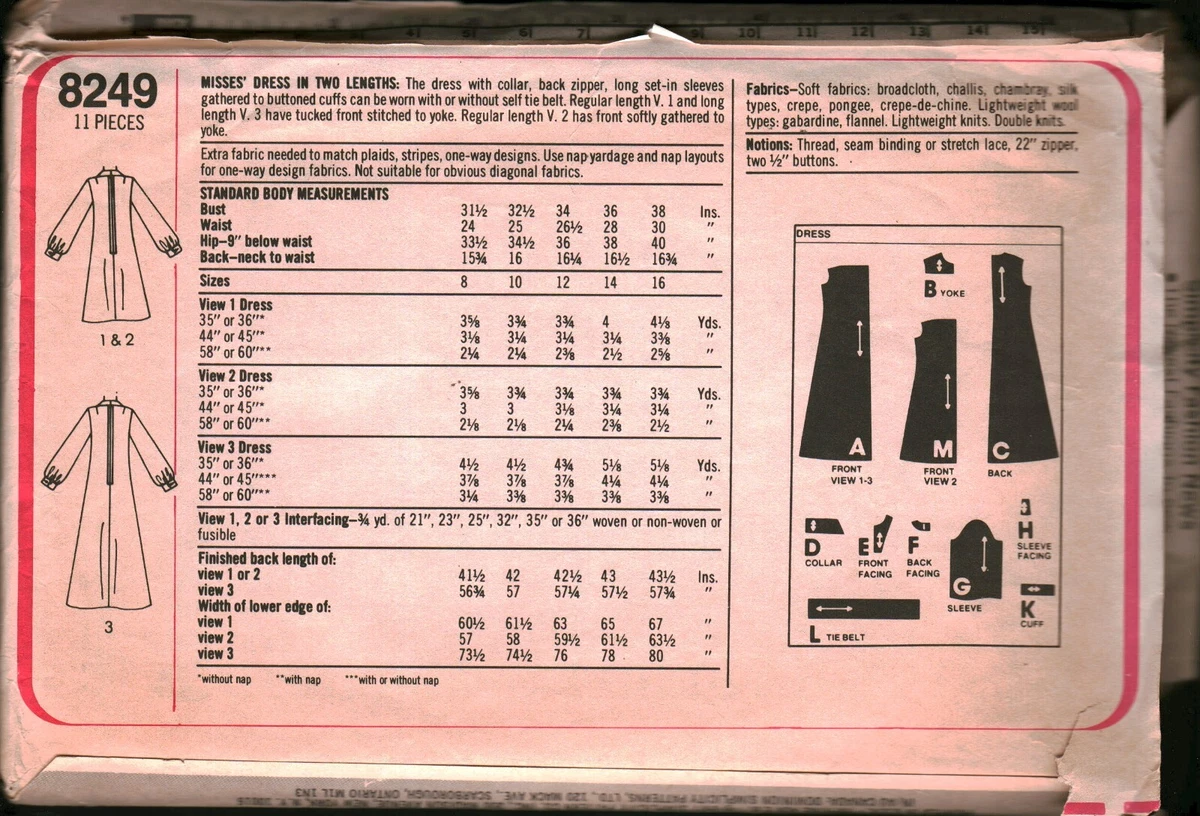 8249
11 PIECES
MISSES' DRESS IN TWO LENGTHS: The dress with collar, back zipper, long set-in sleeves
gathered to buttoned cuffs can be worn with or without self tie belt. Regular length V. 1 and long
length V. 3 have tucked front stitched to yoke. Regular length V. 2 has front softly gathered to
yoke.
Extra fabric needed to match plaids, stripes, one-way designs. Use nap yardage and nap layouts
for one-way design fabrics. Not suitable for obvious diagonal fabrics.
STANDARD BODY MEASUREMENTS
Bust 31½ 32½ 34 36 38 Ins.
Waist 24 25 26½ 28 30 "
Hip–9" below waist 33½ 34½ 36 38 40 "
Back–neck to waist 15¾ 16 16¼ 16½ 16¾ "
Sizes 8 10 12 14 16
View 1 Dress
35" or 36"* 3⅝ 3¾ 3¾ 4 4⅛ Yds.
44" or 45"* 3⅛ 3¼ 3¼ 3¼ 3⅜ "
58" or 60"** 2¼ 2¼ 2⅜ 2½ 2⅝ "
View 2 Dress
35" or 36"* 3⅝ 3¾ 3¾ 3¾ 3¾ Yds.
44" or 45"* 3 3 3⅛ 3¼ 3¼ "
58" or 60"** 2⅛ 2⅛ 2¼ 2⅜ 2½ "
View 3 Dress
35" or 36"* 4½ 4½ 4¾ 5⅛ 5⅛ Yds.
44" or 45"*** 3⅞ 3⅞ 3⅞ 4¼ 4¼ "
58" or 60"** 3¼ 3⅜ 3⅜ 3⅜ 3⅜ "
View 1, 2 or 3 Interfacing–¾ yd. of 21", 23", 25", 32", 35" or 36" woven or non-woven or
fusible
Finished back length of:
view 1 or 2 41½ 42 42½ 43 43½ Ins.
view 3 56¾ 57 57¼ 57½ 57¾ "
Width of lower edge of:
view 1 60½ 61½ 63 65 67 "
view 2 57 58 59½ 61½ 63½ "
view 3 73½ 74½ 76 78 80 "
*without nap **with nap ***with or without nap
1 & 2
3
Fabrics–Soft fabrics: broadcloth, challis, chambray, silk
types, crepe, pongee, crepe-de-chine. Lightweight wool
types: gabardine, flannel. Lightweight knits. Double knits.
Notions: Thread, seam binding or stretch lace, 22" zipper,
two ½" buttons.
DRESS
A
FRONT
VIEW 1-3
B YOKE
M
FRONT
VIEW 2
C
BACK
D
COLLAR
E
FRONT
FACING
F
BACK
FACING
G
SLEEVE
H
SLEEVE
FACING
K
CUFF
L TIE BELT
IN CANADA: DOMINION SIMPLICITY PATTERNS, LTD., 120 MACK AVE., SCARBOROUGH, ONTARIO M1L 1N3